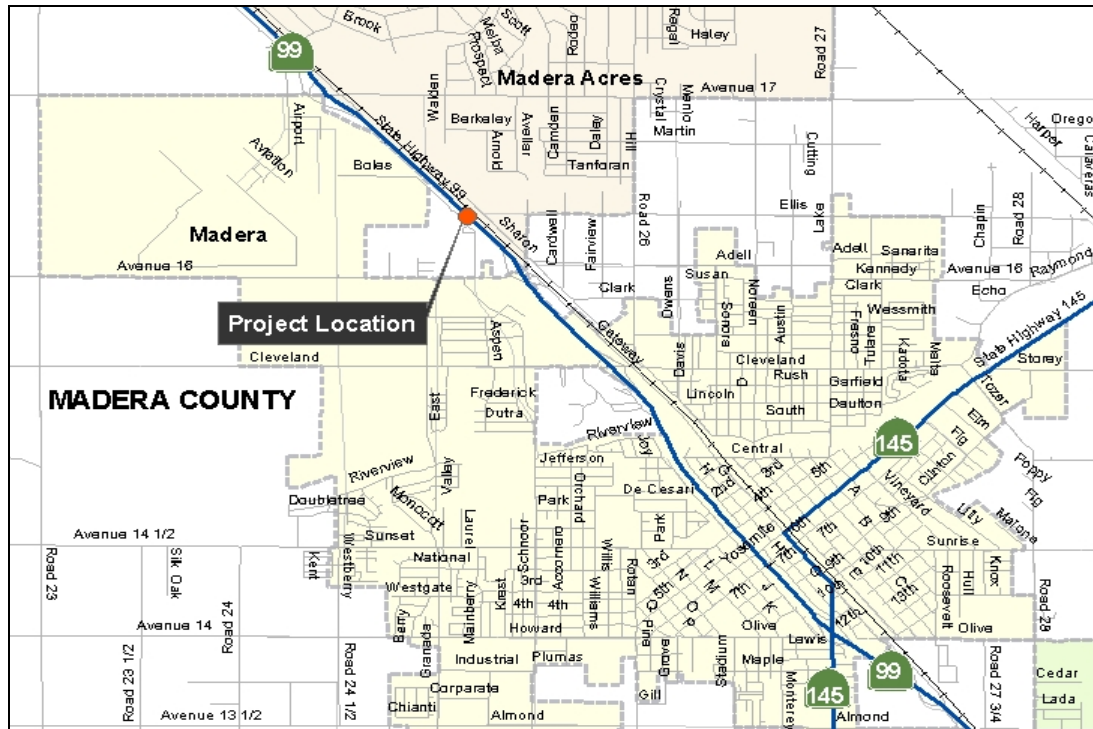 Brook
Scott
Melba
Prospect
Rodeo
Regal
Haley
Road 27
99
Madera Acres
Avenue 17
Walden
Crystal
Menlo
Airport
Berkeley
Arnold
Avellar
Camden
Daley
Hill
Martin
Harper
Orego
Calaveras
Aviation
Bolas
State Highway 99
Tanforan
Cutting
Road 26
Ellis
Lake
Chapin
Road 28
Madera
Sharon
Cardwell
Fairview
Adell
Adell
Sanarita
Avenue 16
Susan
Kennedy
Avenue 16
Raymond
Clark
Owens
Sonora
Noreen
Austin
Clark
Echo
Wessmith
Project Location
Aspen
Gateway
Davis
Fresno
Tulare
Kadota
Malta
State Highway 145
Cleveland
Cleveland
Storey
Rush
D
Garfield
Tozer
MADERA COUNTY
East
Frederick
Dutra
Lincoln
South
Daulton
Elm
Riverview
Joy
Central
145
Fig
Clinton
Jefferson
H
G
2nd
3rd
4th
5th
Poppy
Riverview
Valley
Orchard
De Cesari
A
Vineyard
Fig
Doubletree
Monocott
Park
Park
Lilly
Malone
Avenue 14 1/2
Sunset
Laurel
Schnoor
Yosemite
6th
7th
B
9th
Sunrise
Road 23
Silk Oak
Kent
Westberry
National
Accornero
Willis
Rotan
3rd
L
H
7th
G
9th
E
10th
11th
Knox
Westgate
Mainberry
Kreast
3rd
Williams
5th
N
M
7th
J
K
C
13th
Roosevelt
Hull
4th
4th
O
P
12th
Avenue 14
Road 24
Barry
Granada
Howard
Pine
Olive
Lewis
Olive
Road 29
Road 23 1/2
Road 24 1/2
Industrial
Plumas
Grove
Stadium
Maple
99
Road 27 3/4
Cedar
Corporate
Gill
Monterey
145
Lada
Avenue 13 1/2
Chianti
Almond
Almond